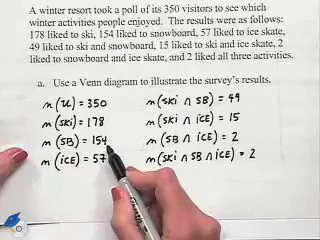 A winter resort took a poll of its 350 visitors to see which
winter activities people enjoyed. The results were as follows:
178 liked to ski, 154 liked to snowboard, 57 liked to ice skate,
49 liked to ski and snowboard, 15 liked to ski and ice skate, 2
liked to snowboard and ice skate, and 2 liked all three activities.
a. Use a Venn diagram to illustrate the survey's results.
n(U) = 350
n(ski) = 178
n(SB) = 154
n(icE) = 57
n(ski ∩ SB) = 49
n(ski ∩ icE) = 15
n(SB ∩ icE) = 2
n(ski ∩ SB ∩ icE) = 2